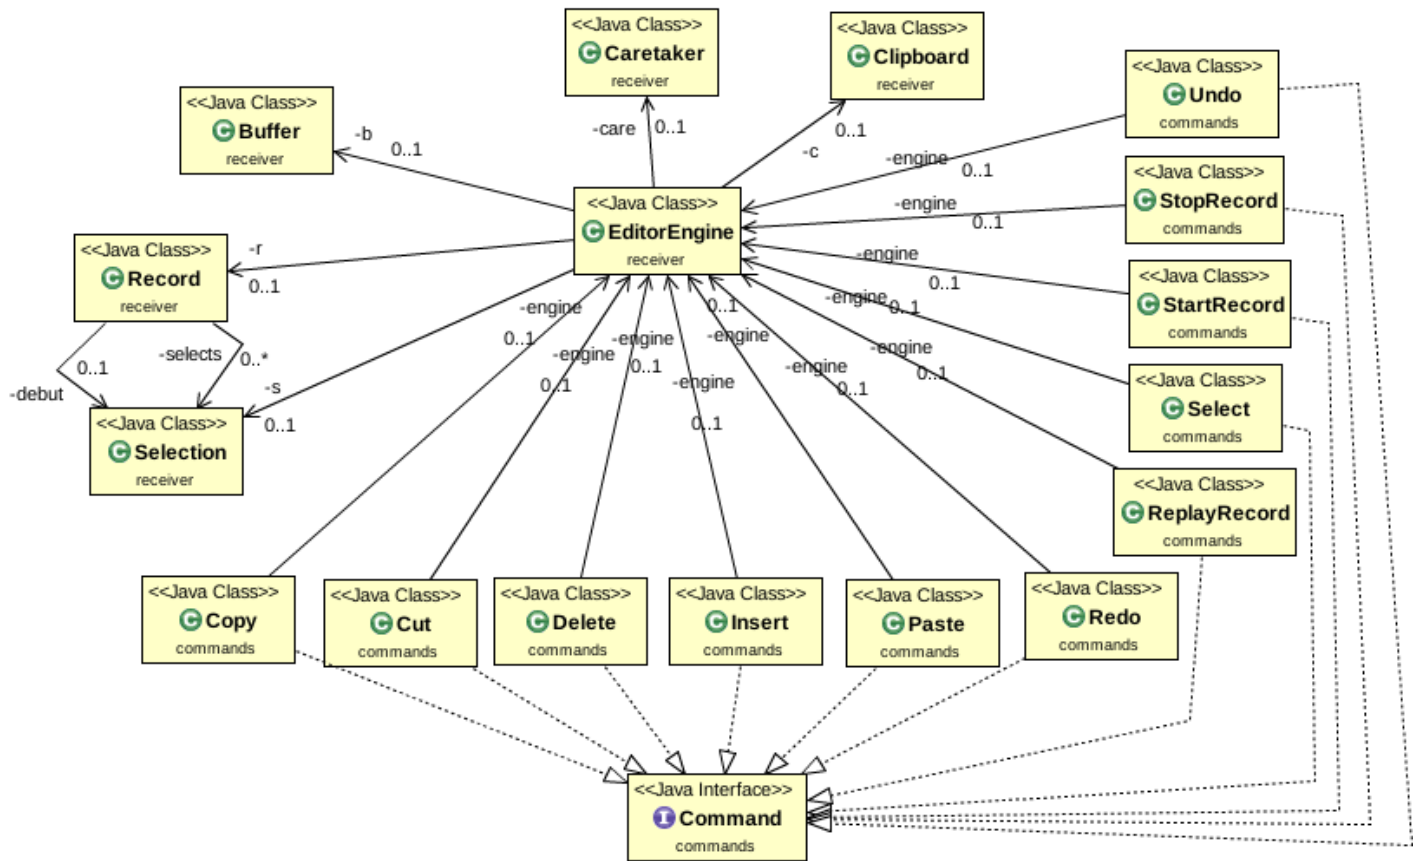 <<Java Class>>
Caretaker
receiver
<<Java Class>>
Clipboard
receiver
<<Java Class>>
Undo
commands
<<Java Class>>
Buffer
receiver
-b
0..1
-care
0..1
0..1
-c
-engine
0..1
<<Java Class>>
StopRecord
commands
<<Java Class>>
EditorEngine
receiver
-engine
0..1
<<Java Class>>
Record
receiver
-r
0..1
-engine
0..1
<<Java Class>>
StartRecord
commands
-engine
0..1
-engine
0..1
-engine
0..1
-engine
0..1
-engine
0..1
0..1
-engine
-engine
0..1
-engine
0..1
<<Java Class>>
Select
commands
0..1
-debut
-selects
0..*
-s
0..1
<<Java Class>>
Selection
receiver
<<Java Class>>
ReplayRecord
commands
<<Java Class>>
Copy
commands
<<Java Class>>
Cut
commands
<<Java Class>>
Delete
commands
<<Java Class>>
Insert
commands
<<Java Class>>
Paste
commands
<<Java Class>>
Redo
commands
<<Java Interface>>
Command
commands